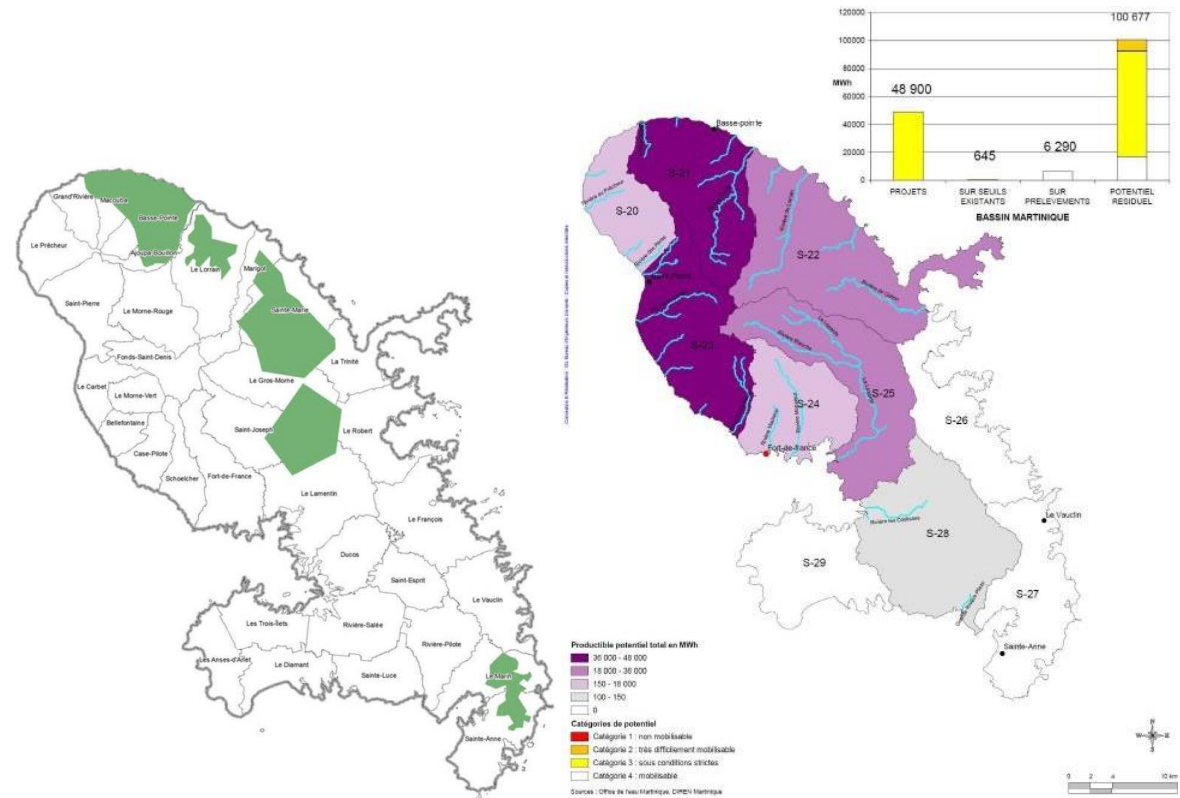 Grand'Rivière
Macouba
Basse-Pointe
Le Prêcheur
Ajoupa-Bouillon
Le Lorrain
Marigot
Saint-Pierre
Le Morne-Rouge
Sainte-Marie
Fonds-Saint-Denis
La Trinité
Le Carbet
Le Morne-Vert
Le Gros-Morne
Bellefontaine
Saint-Joseph
Le Robert
Case-Pilote
Schoelcher
Fort-de-France
Le Lamentin
Le François
Ducos
Saint-Esprit
Le Vauclin
Les Trois-Îlets
Rivière-Salée
Rivière-Pilote
Les Anses-d'Arlet
Le Diamant
Sainte-Luce
Le Marin
Sainte-Anne
120000
100000
80000
60000
40000
20000
0
MWh
48 900
645
6 290
100 677
PROJETS
SUR SEUILS
EXISTANTS
SUR
PRELEVEMENTS
POTENTIEL
RESIDUEL
BASSIN MARTINIQUE
Basse-pointe
S-21
S-20
S-22
S-23
S-24
S-25
S-26
Fort-de-france
Le Vauclin
S-28
S-29
S-27
Sainte-Anne
Productible potentiel total en MWh
36 000 - 48 000
18 000 - 36 000
150 - 18 000
100 - 150
0
Catégories de potentiel
Catégorie 1 : non mobilisable
Catégorie 2 : très difficilement mobilisable
Catégorie 3 : sous conditions strictes
Catégorie 4 : mobilisable
Sources : Office de l'eau Martinique, DIREN Martinique
N
W
E
S
0 2 4 10 km